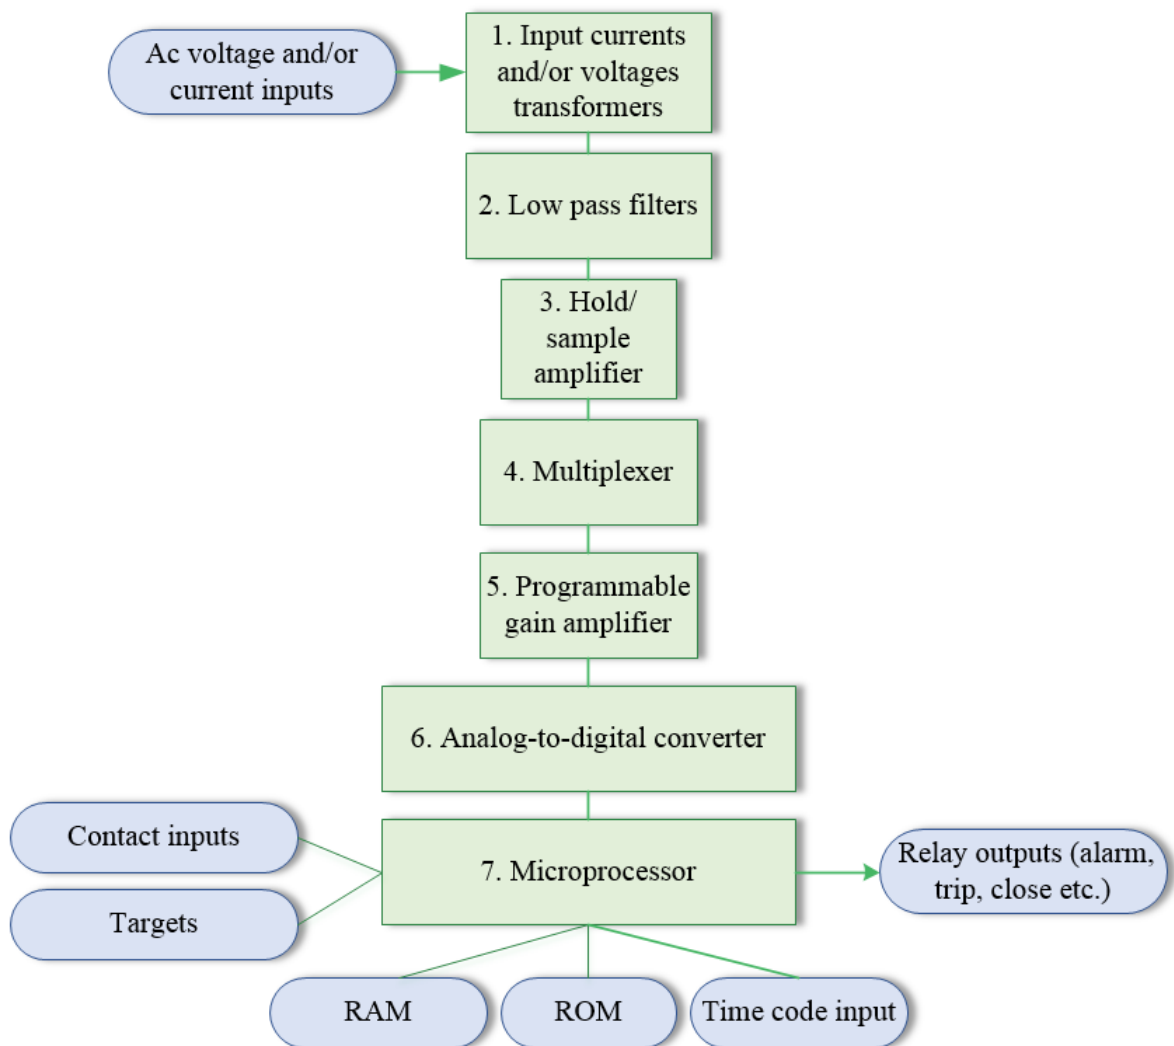 Ac voltage and/or
current inputs
1. Input currents
and/or voltages
transformers
2. Low pass filters
3. Hold/
sample
amplifier
4. Multiplexer
5. Programmable
gain amplifier
6. Analog-to-digital converter
Contact inputs
Targets
7. Microprocessor
Relay outputs (alarm,
trip, close etc.)
RAM
ROM
Time code input